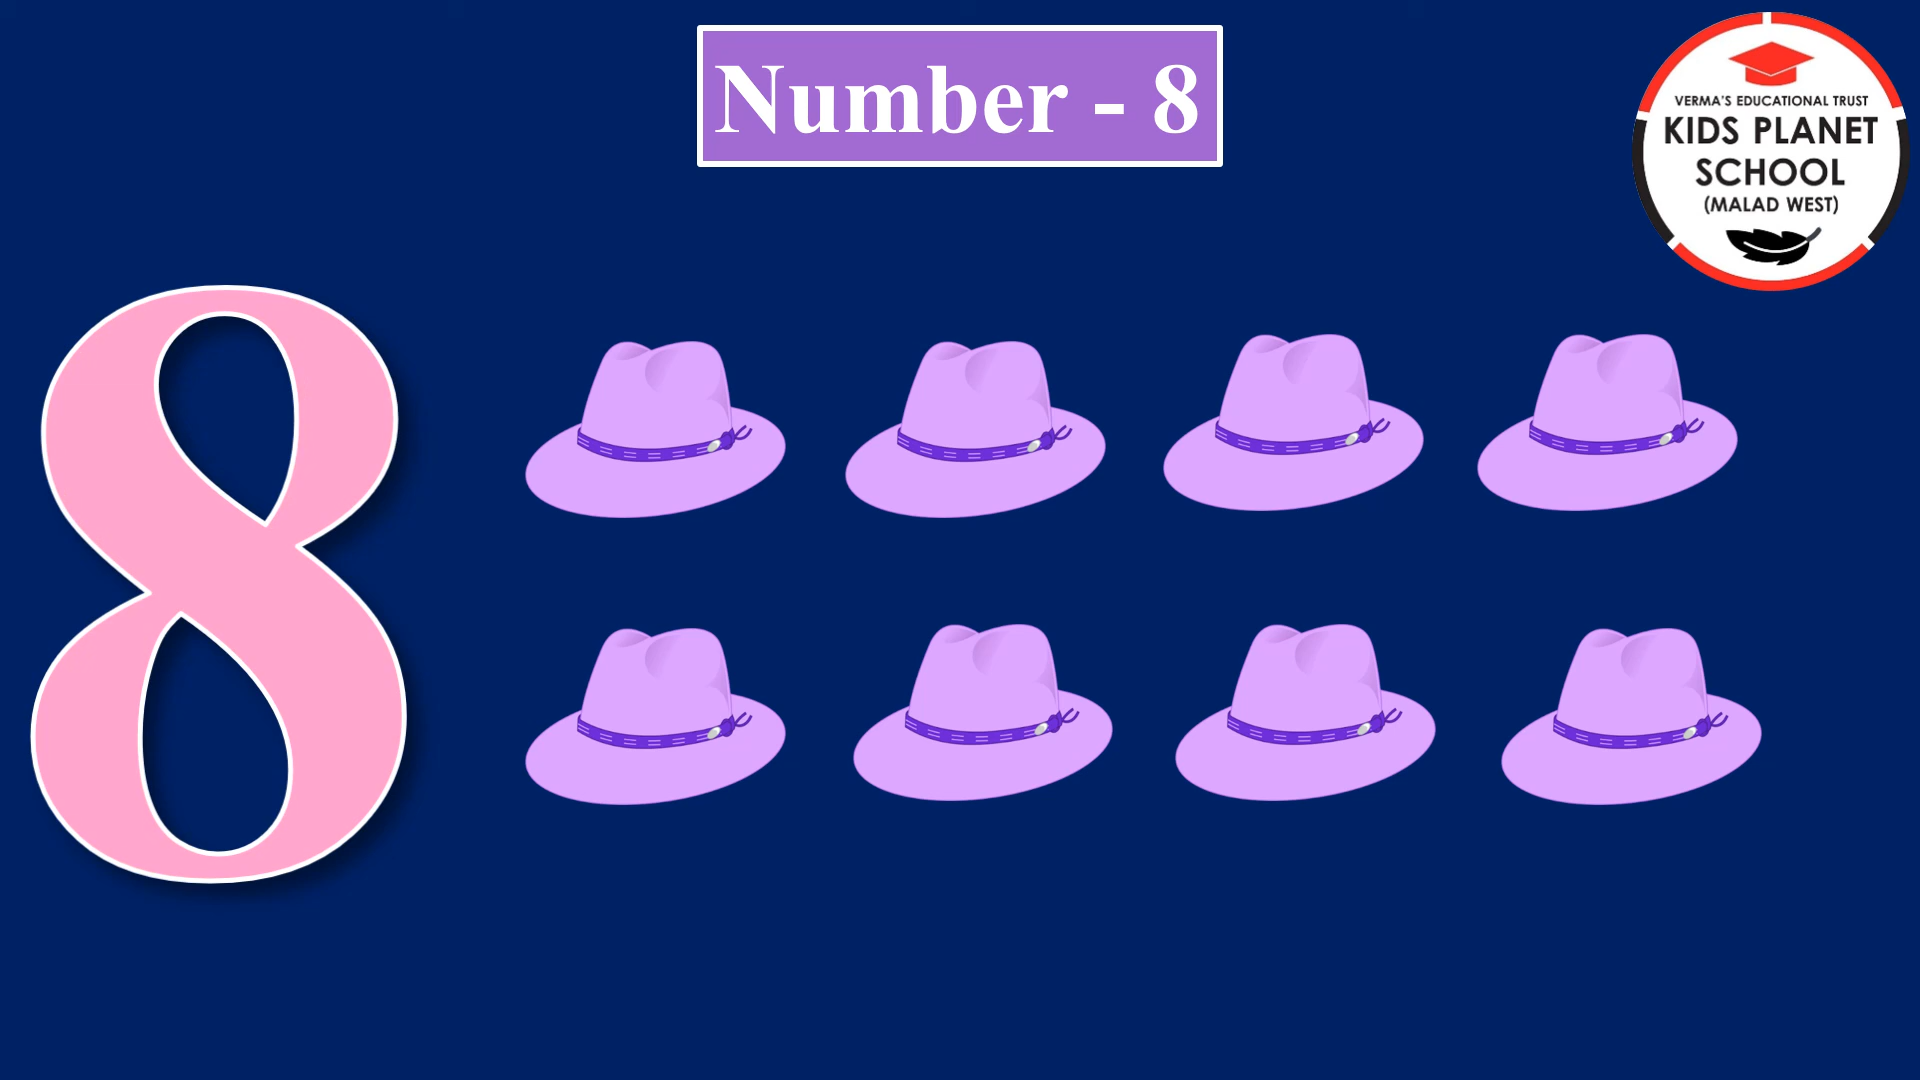 Number - 8
VERMA'S EDUCATIONAL TRUST
KIDS PLANET
SCHOOL
(MALAD WEST)
8